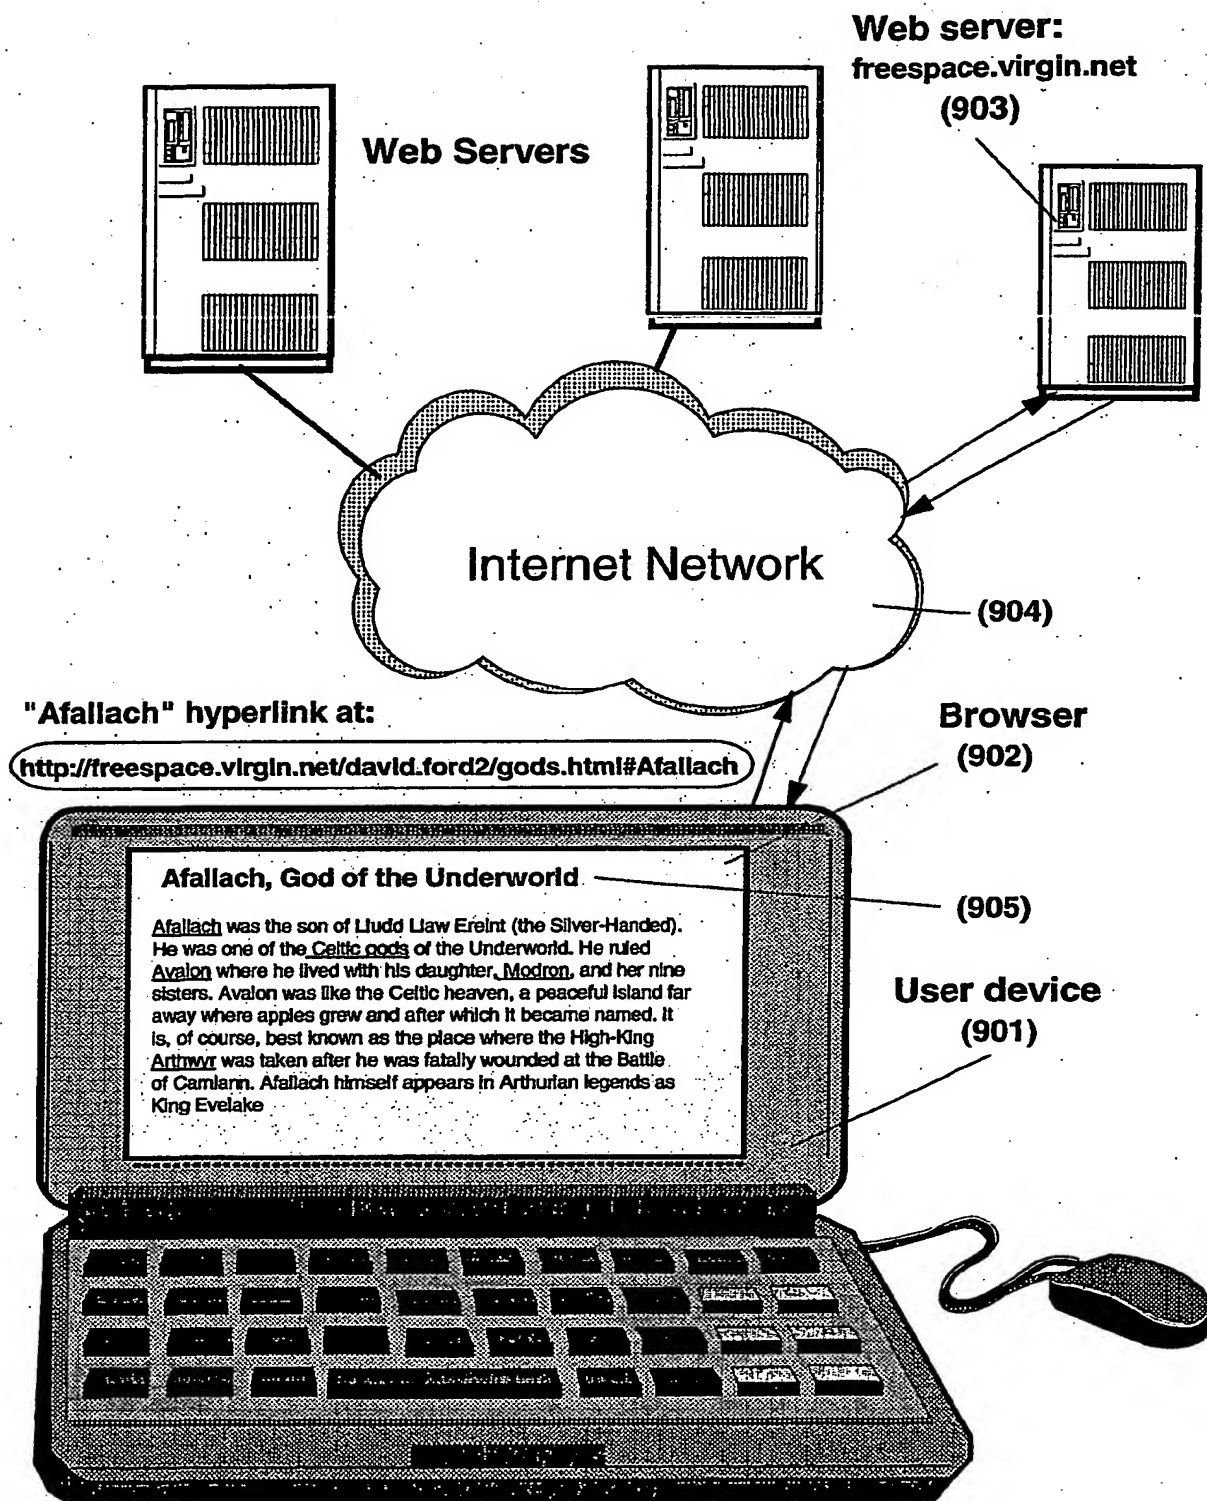 Web server:
freespace.virgin.net
(903)
Web Servers
Internet Network
(904)
"Afallach" hyperlink at:
http://freespace.virgin.net/david.ford2/gods.html#Afallach
Browser
(902)
Afallach, God of the Underworld
(905)
Afallach was the son of Lludd Llaw Ereint (the Silver-Handed).
He was one of the Celtic gods of the Underworld. He ruled
Avalon where he lived with his daughter, Modron, and her nine
sisters. Avalon was like the Celtic heaven, a peaceful island far
away where apples grew and after which it became named. It
is, of course, best known as the place where the High-King
Arthwyr was taken after he was fatally wounded at the Battle
of Camlann. Afallach himself appears in Arthurian legends as
King Evelake
User device
(901)